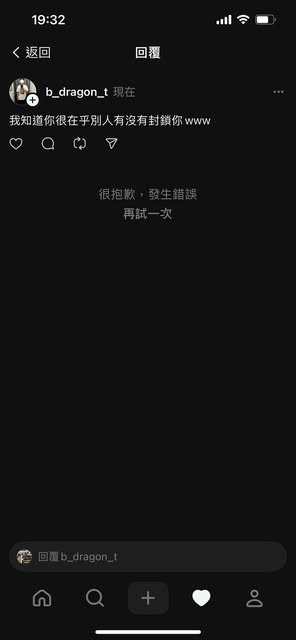 19:32
返回
回覆
b_dragon_t 現在
我知道你很在乎別人有沒有封鎖你 www
很抱歉，發生錯誤
再試一次
回覆 b_dragon_t